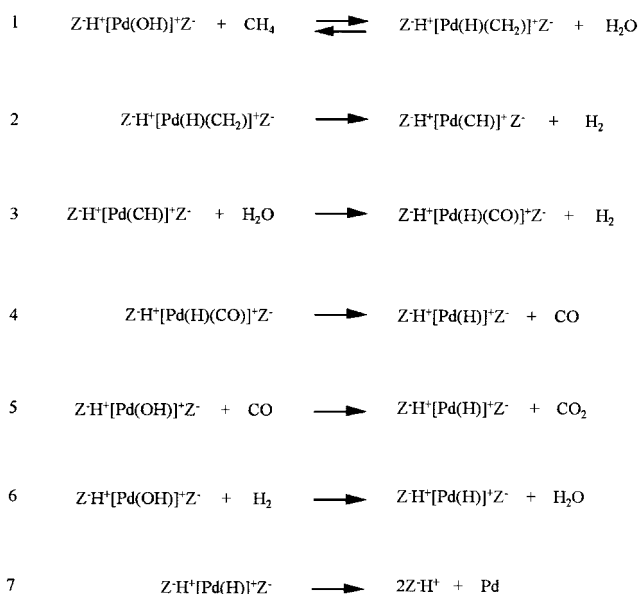 1 Z⁻H⁺[Pd(OH)]⁺Z⁻ + CH₄ ⇌ Z⁻H⁺[Pd(H)(CH₂)]⁺Z⁻ + H₂O
2 Z⁻H⁺[Pd(H)(CH₂)]⁺Z⁻ → Z⁻H⁺[Pd(CH)]⁺ Z⁻ + H₂
3 Z⁻H⁺[Pd(CH)]⁺Z⁻ + H₂O → Z⁻H⁺[Pd(H)(CO)]⁺Z⁻ + H₂
4 Z⁻H⁺[Pd(H)(CO)]⁺Z⁻ → Z⁻H⁺[Pd(H)]⁺Z⁻ + CO
5 Z⁻H⁺[Pd(OH)]⁺Z⁻ + CO → Z⁻H⁺[Pd(H)]⁺Z⁻ + CO₂
6 Z⁻H⁺[Pd(OH)]⁺Z⁻ + H₂ → Z⁻H⁺[Pd(H)]⁺Z⁻ + H₂O
7 Z⁻H⁺[Pd(H)]⁺Z⁻ → 2Z⁻H⁺ + Pd